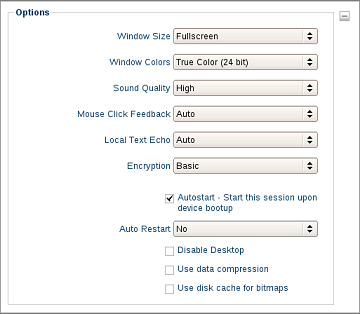 Options
Window Size Fullscreen
Window Colors True Color (24 bit)
Sound Quality High
Mouse Click Feedback Auto
Local Text Echo Auto
Encryption Basic
Autostart - Start this session upon
device bootup
Auto Restart No
Disable Desktop
Use data compression
Use disk cache for bitmaps